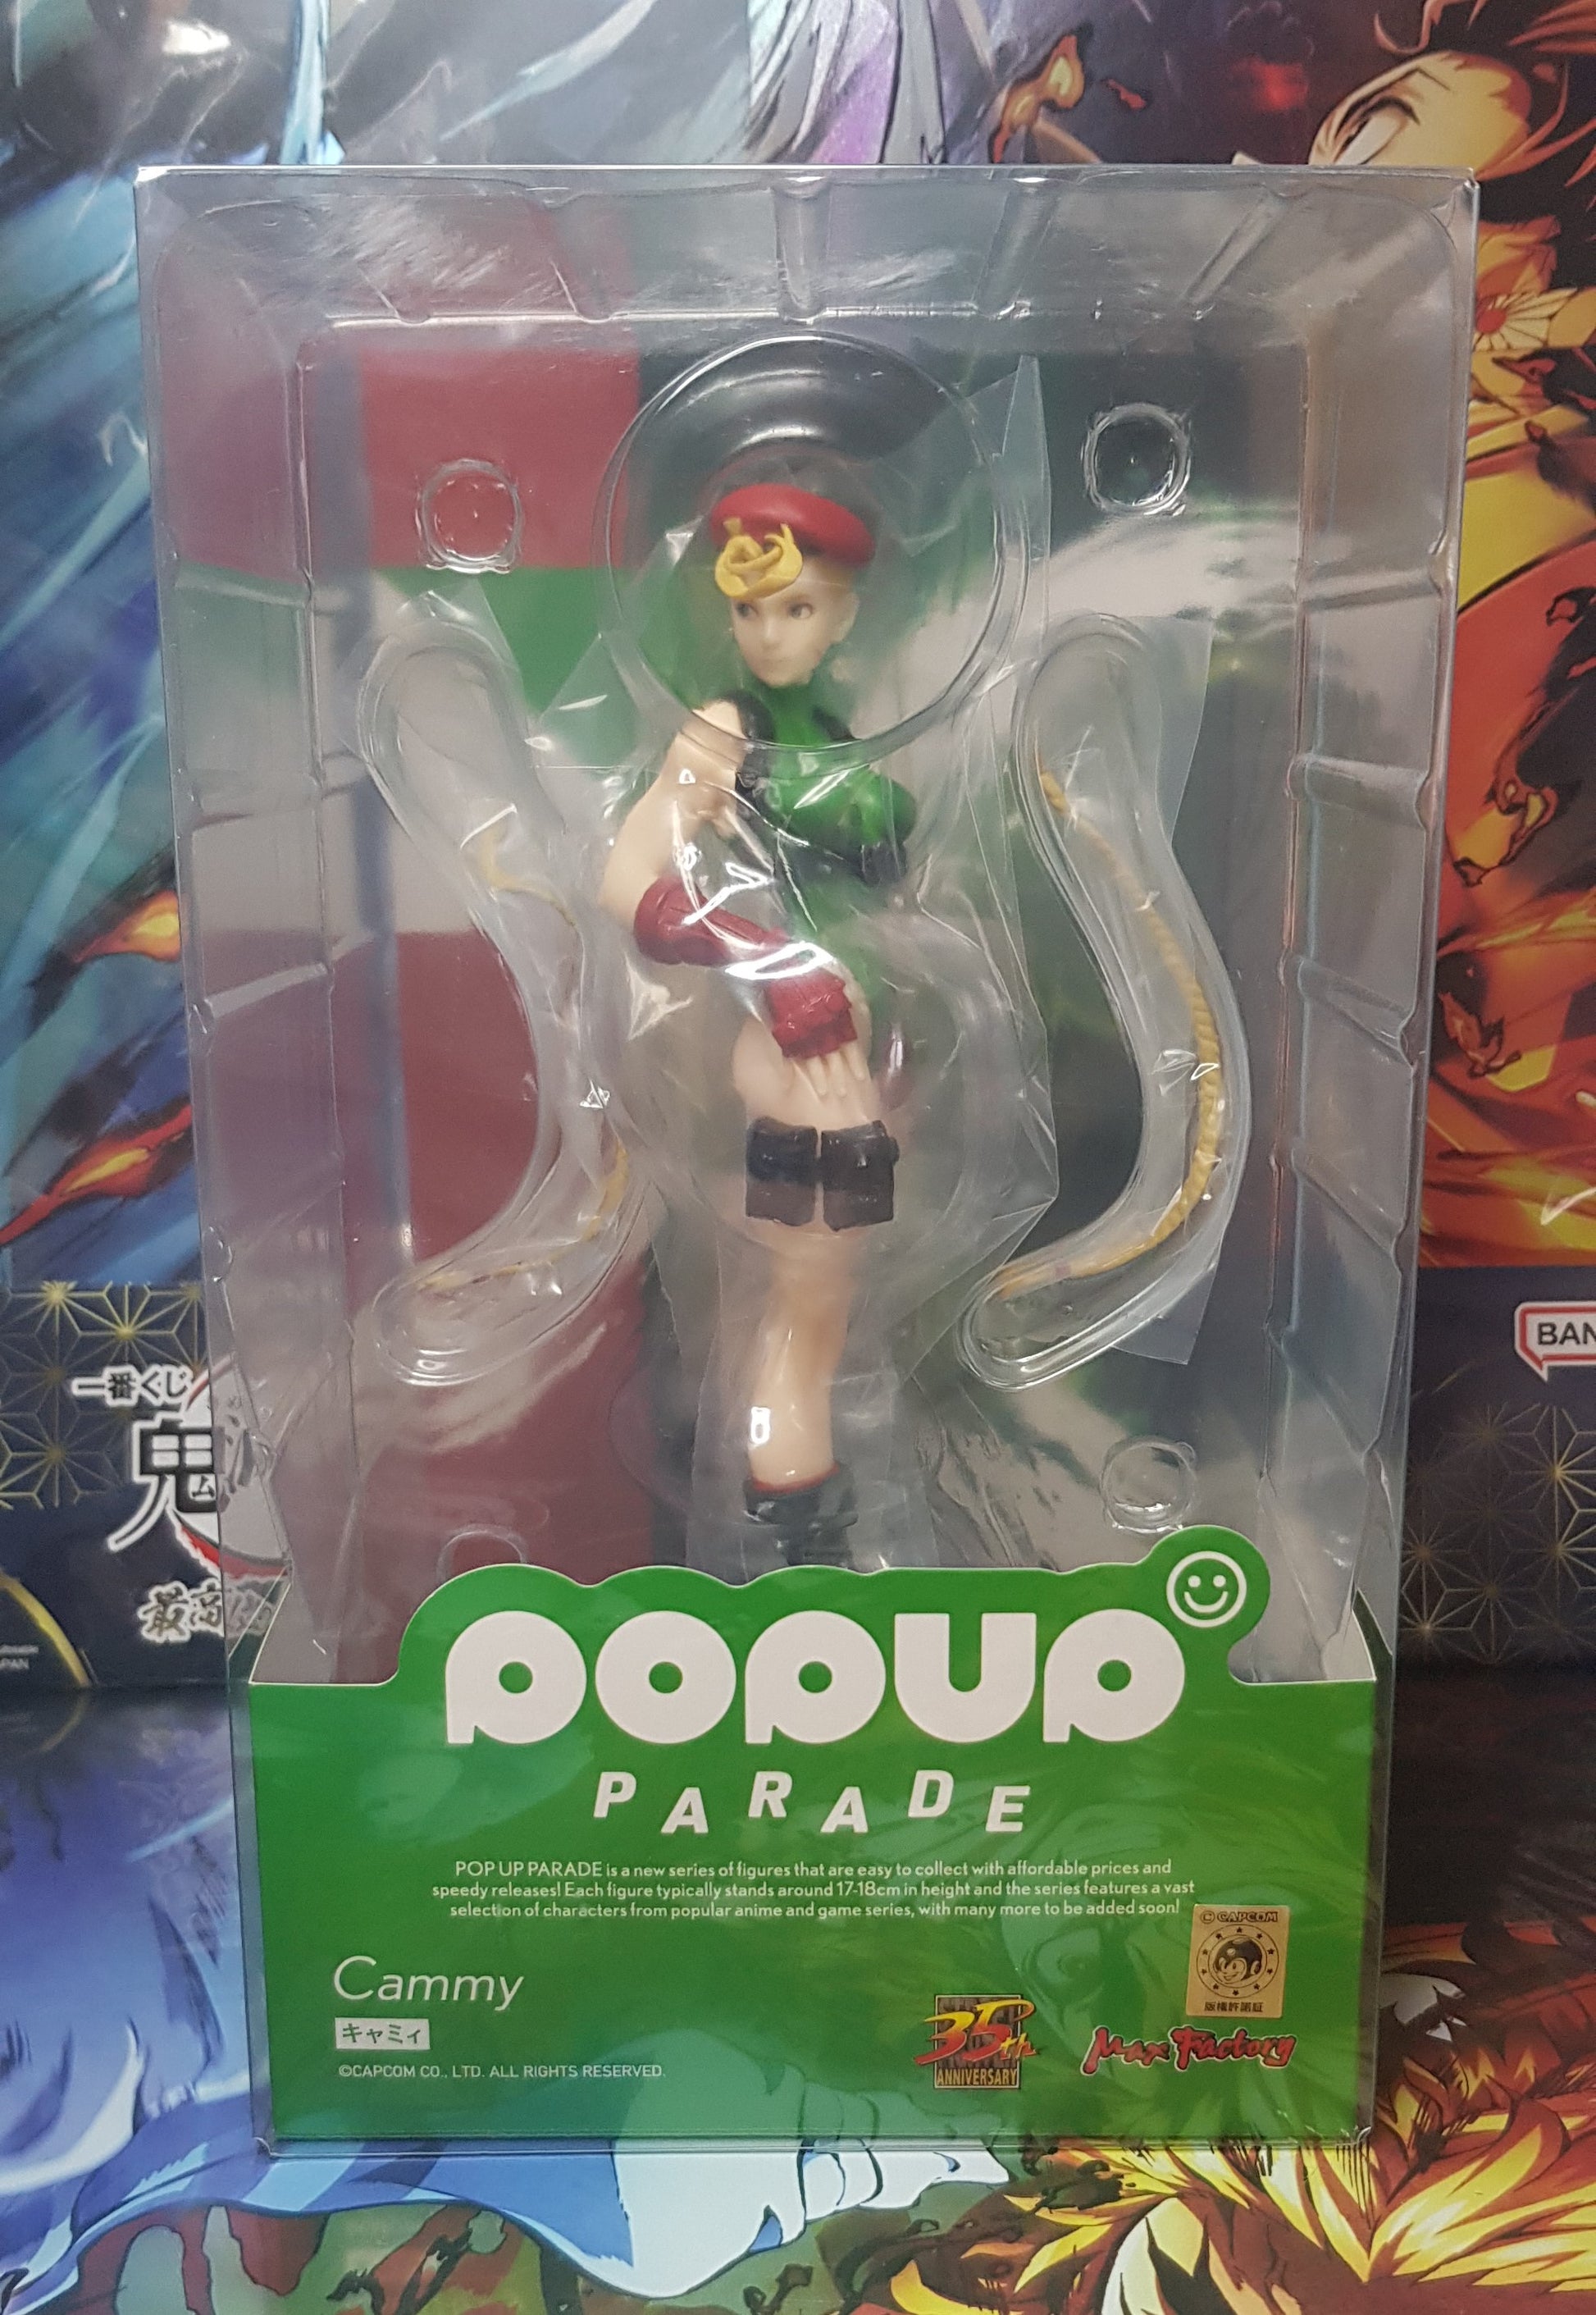 一番くじ
鬼
最高
PAN
BAN
POPUP
PARADE
POP UP PARADE is a new series of figures that are easy to collect with affordable prices and
speedy releases! Each figure typically stands around 17-18cm in height and the series features a vast
selection of characters from popular anime and game series, with many more to be added soon!
© CAPCOM
版権許諾証
Cammy
キャミィ
©CAPCOM CO., LTD. ALL RIGHTS RESERVED.
35th
ANNIVERSARY
Max Factory